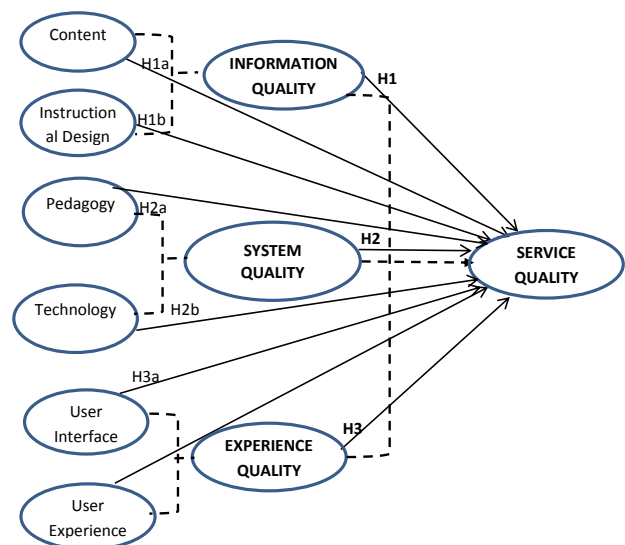 Content
H1a
INFORMATION
QUALITY
H1
Instruction
al Design
H1b
Pedagogy
H2a
SYSTEM
QUALITY
H2
SERVICE
QUALITY
Technology
H2b
H3a
User
Interface
EXPERIENCE
QUALITY
H3
User
Experience